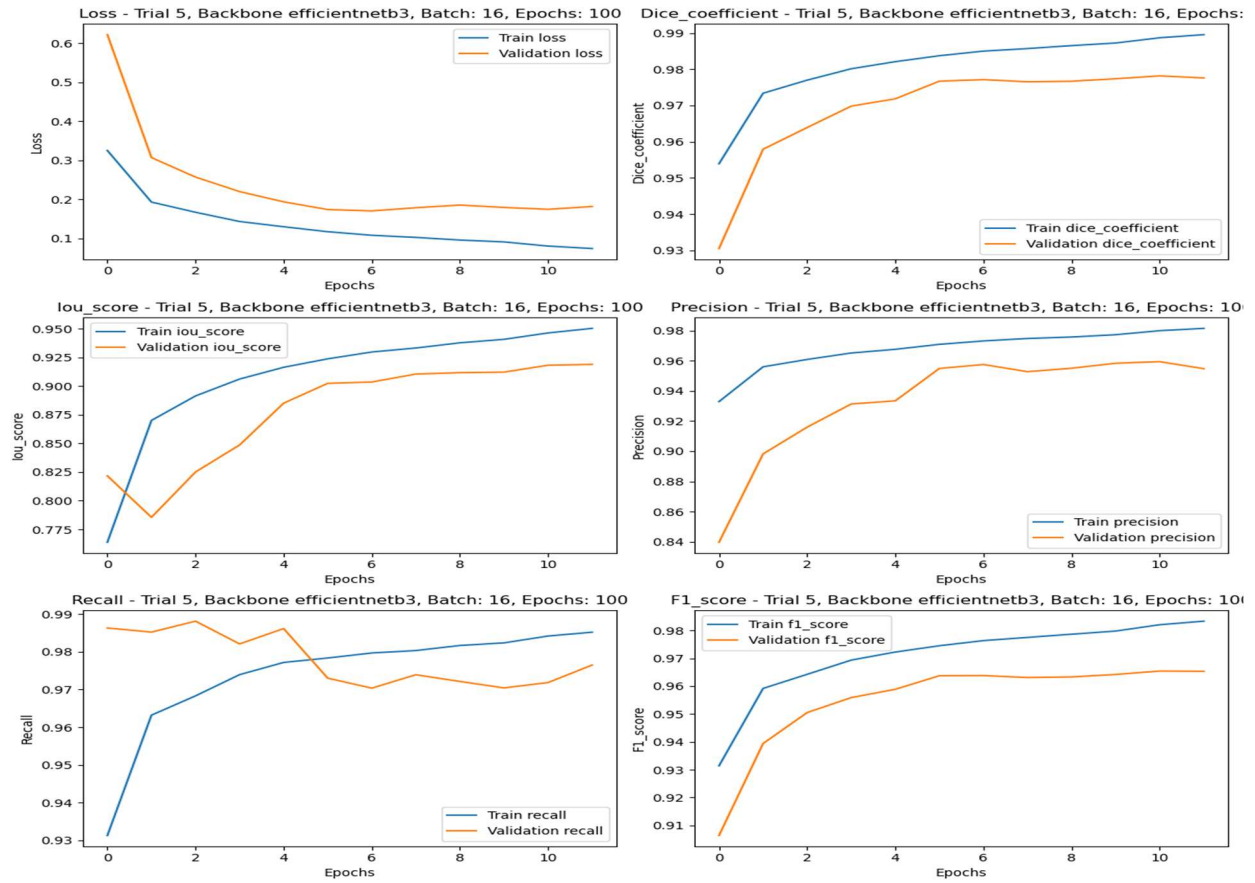 Loss - Trial 5, Backbone efficientnetb3, Batch: 16, Epochs: 100
Train loss
Validation loss
0.6
0.5
0.4
0.3
0.2
0.1
Loss
0 2 4 6 8 10
Epochs
Dice_coefficient - Trial 5, Backbone efficientnetb3, Batch: 16, Epochs:
0.99
0.98
0.97
0.96
0.95
0.94
0.93
Dice_coefficient
Train dice_coefficient
Validation dice_coefficient
0 2 4 6 8 10
Epochs
Iou_score - Trial 5, Backbone efficientnetb3, Batch: 16, Epochs: 100
Train iou_score
Validation iou_score
0.950
0.925
0.900
0.875
0.850
0.825
0.800
0.775
Iou_score
0 2 4 6 8 10
Epochs
Precision - Trial 5, Backbone efficientnetb3, Batch: 16, Epochs: 10
0.98
0.96
0.94
0.92
0.90
0.88
0.86
0.84
Precision
Train precision
Validation precision
0 2 4 6 8 10
Epochs
Recall - Trial 5, Backbone efficientnetb3, Batch: 16, Epochs: 100
0.99
0.98
0.97
0.96
0.95
0.94
0.93
Recall
Train recall
Validation recall
0 2 4 6 8 10
Epochs
F1_score - Trial 5, Backbone efficientnetb3, Batch: 16, Epochs: 10
Train f1_score
Validation f1_score
0.98
0.97
0.96
0.95
0.94
0.93
0.92
0.91
F1_score
0 2 4 6 8 10
Epochs